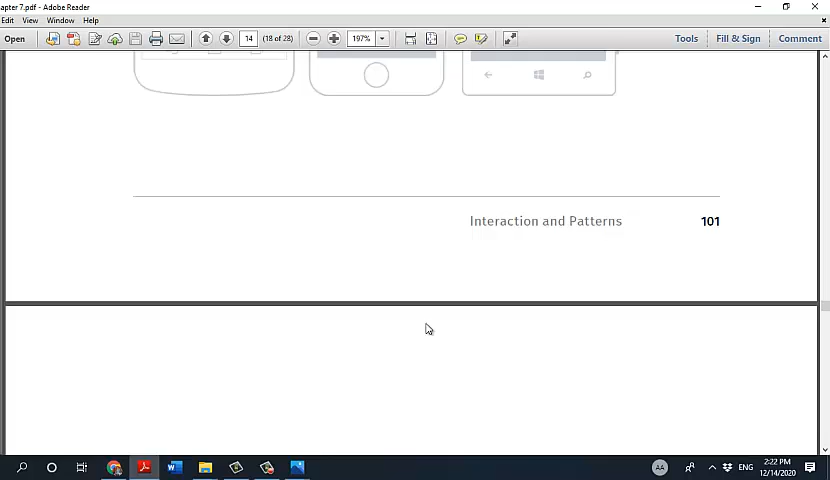 apter 7.pdf - Adobe Reader
Edit View Window Help
Open 14 (18 of 28) 197% Tools Fill & Sign Comment
Interaction and Patterns 101
AA ENG 2:22 PM
12/14/2020